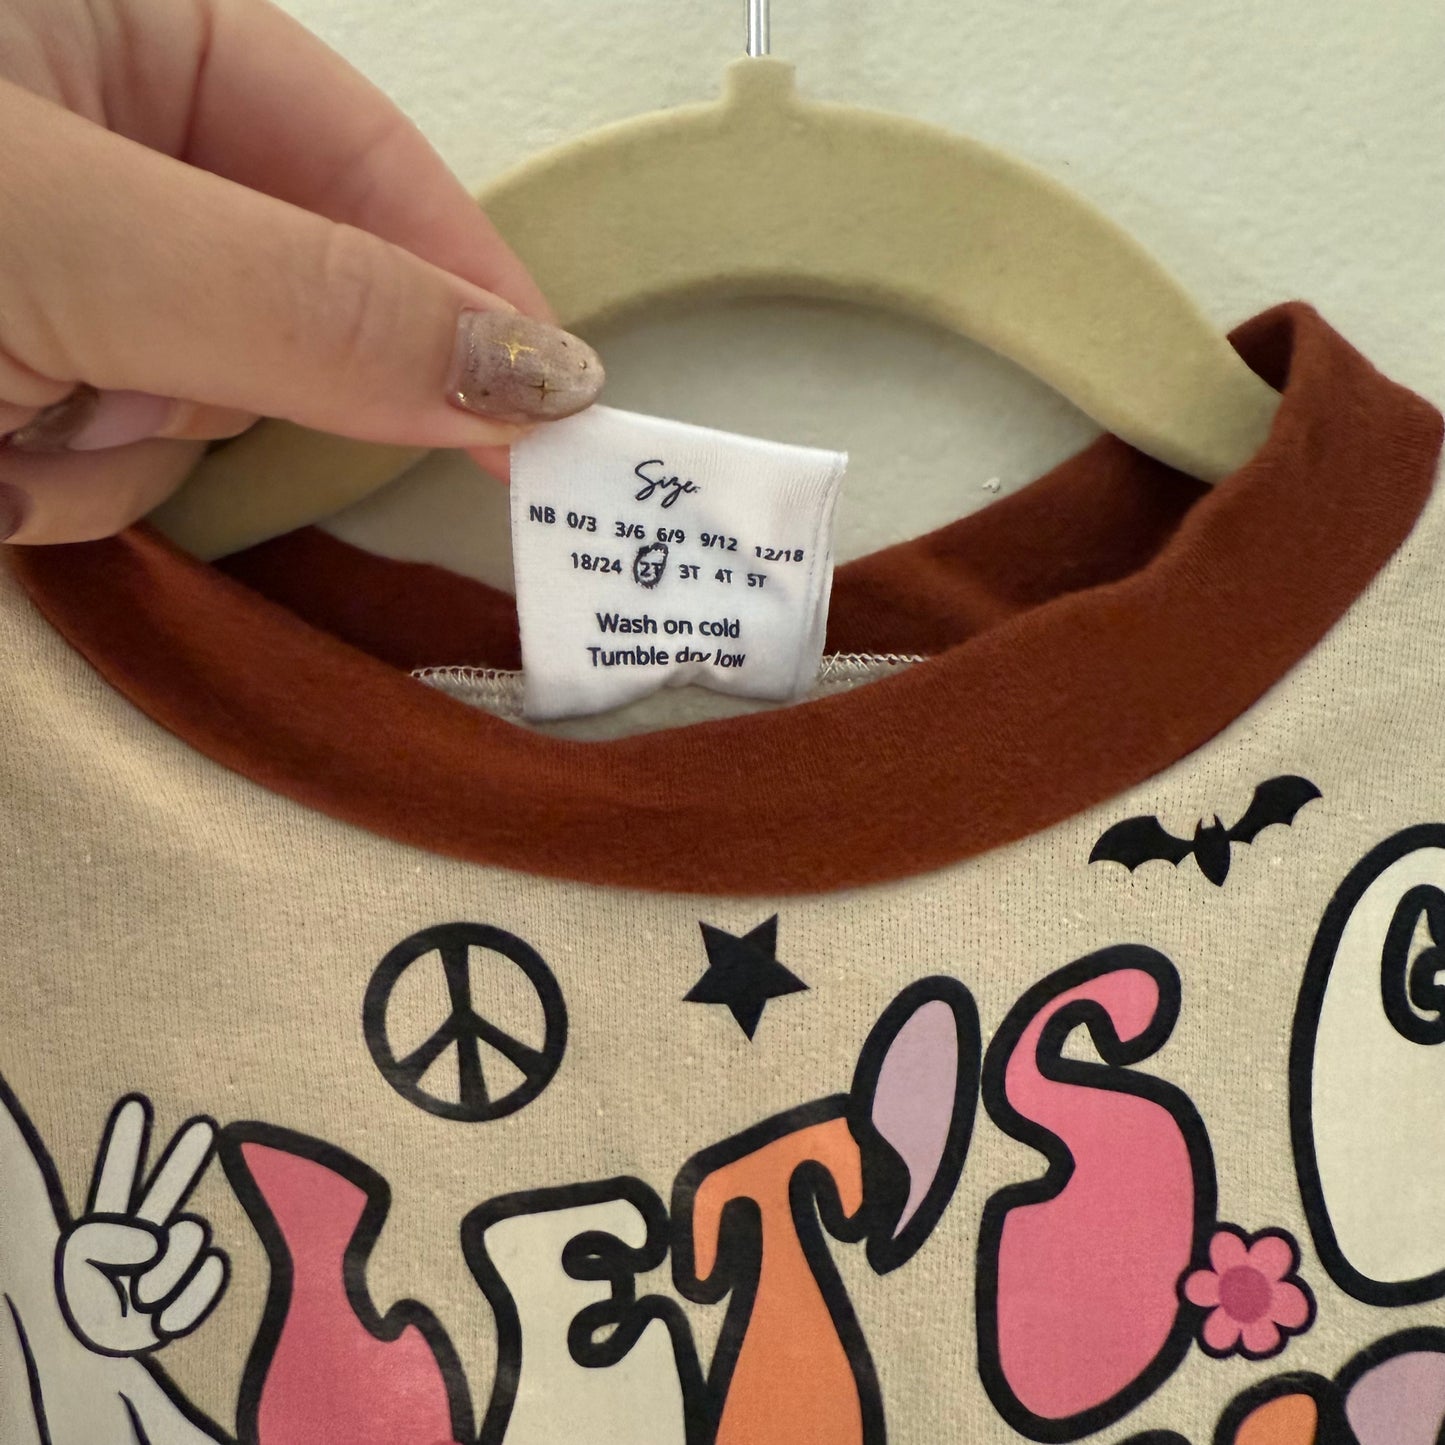 Size:
NB 0/3 3/6 6/9 9/12 12/18
18/24 2T 3T 4T 5T
Wash on cold
Tumble dry low
LET'S G